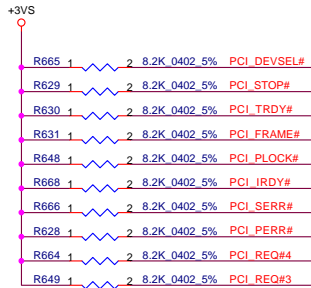 +3VS
R665 1 2 8.2K_0402_5% PCI_DEVSEL#
R629 1 2 8.2K_0402_5% PCI_STOP#
R630 1 2 8.2K_0402_5% PCI_TRDY#
R631 1 2 8.2K_0402_5% PCI_FRAME#
R648 1 2 8.2K_0402_5% PCI_PLOCK#
R668 1 2 8.2K_0402_5% PCI_IRDY#
R666 1 2 8.2K_0402_5% PCI_SERR#
R628 1 2 8.2K_0402_5% PCI_PERR#
R664 1 2 8.2K_0402_5% PCI_REQ#4
R649 1 2 8.2K_0402_5% PCI_REQ#3